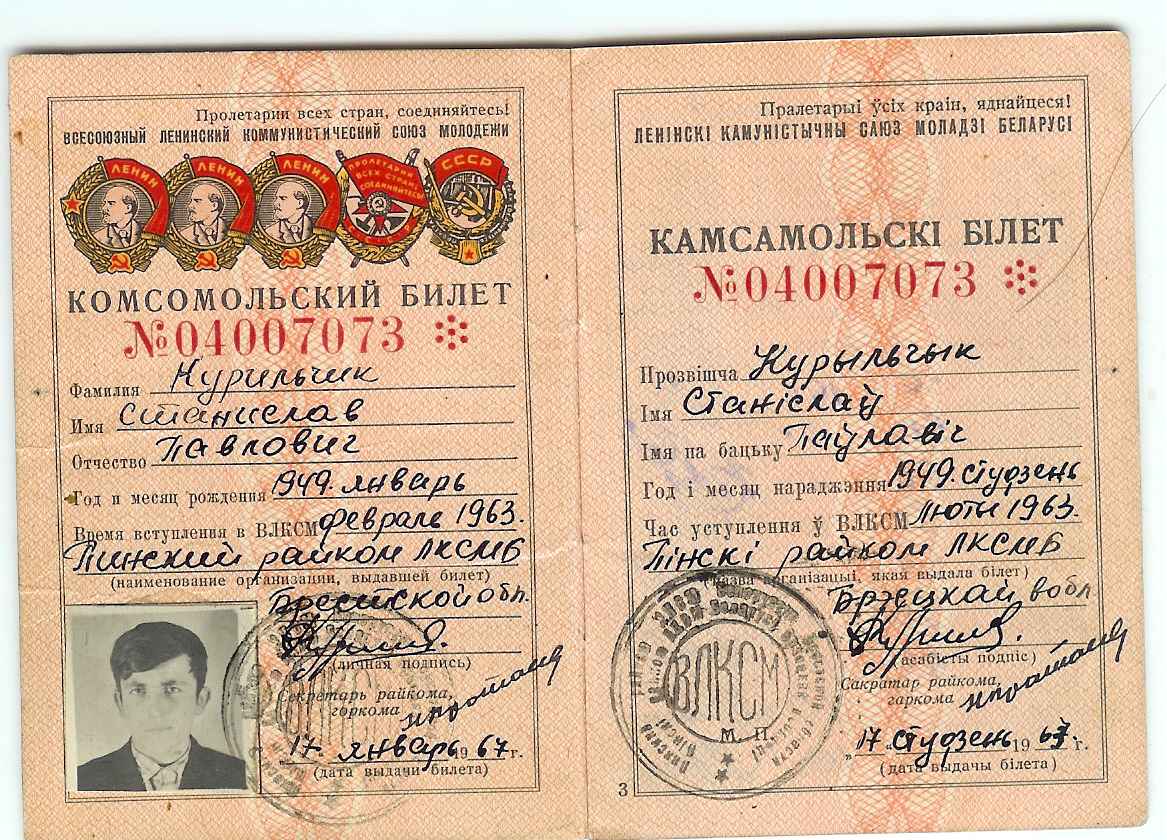 Пролетарии всех стран, соединяйтесь!
ВСЕСОЮЗНЫЙ ЛЕНИНСКИЙ КОММУНИСТИЧЕСКИЙ СОЮЗ МОЛОДЕЖИ
ЛЕНИН ЛЕНИН ЛЕНИН ПРОЛЕТАРИИ ВСЕХ СТРАН, СОЕДИНЯЙТЕСЬ! СССР
СССР
КОМСОМОЛЬСКИЙ БИЛЕТ
№04007073
Фамилия Курильчик
Имя Станислав
Отчество Павлович
Год и месяц рождения 1949. январь
Время вступления в ВЛКСМ февраль 1963.
Пинский райком ЛКСМБ
(наименование организации, выдавшей билет)
Брестской обл.
(личная подпись)
Секретарь райкома,
горкома
"17" январь 1967 г.
(дата выдачи билета)
Пралетарыі ўсіх краін, яднайцеся!
ЛЕНІНСКІ КАМУНІСТЫЧНЫ САЮЗ МОЛАДЗІ БЕЛАРУСІ
КАМСАМОЛЬСКІ БІЛЕТ
№04007073
Прозвішча Курыльчык
Імя Станіслаў
Імя па бацьку Паўлавіч
Год і месяц нараджэння 1949. студзень
Час уступлення ў ВЛКСМ люты 1963.
Пінскі райком ЛКСМБ
(назва арганізацыі, якая выдала білет)
Брэсцкай вобл
(асабісты подпіс)
Сакратар райкома,
гаркома
ВЛКСМ
М. П.
"17" студзень 1967 г.
(дата выдачы білета)
3